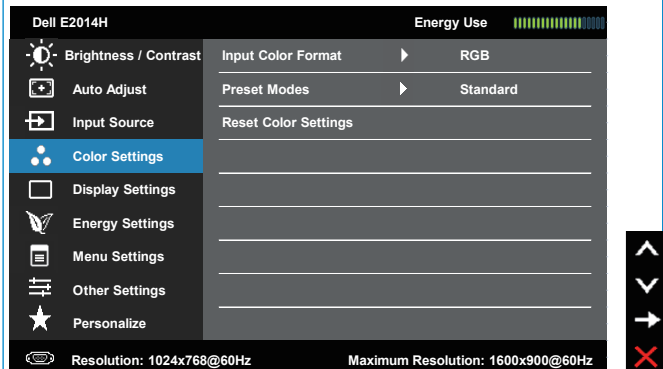 Dell E2014H Energy Use
Brightness / Contrast Input Color Format RGB
Auto Adjust Preset Modes Standard
Input Source Reset Color Settings
Color Settings
Display Settings
Energy Settings
Menu Settings
Other Settings
Personalize
Resolution: 1024x768@60Hz Maximum Resolution: 1600x900@60Hz